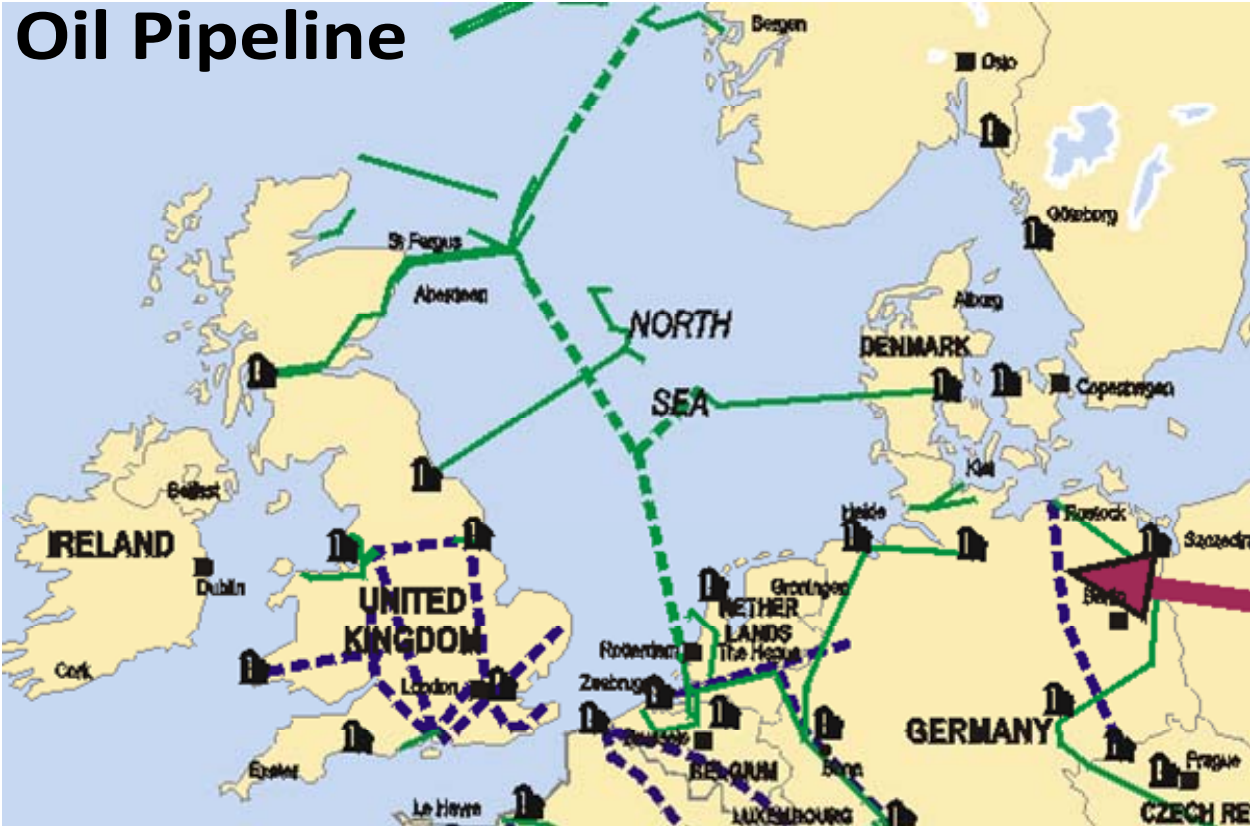 Oil Pipeline
Bergen
Oslo
Göteborg
St Fergus
Aberdeen
NORTH
SEA
Alborg
DENMARK
Copenhagen
Kiel
Belfast
IRELAND
Dublin
Cork
UNITED
KINGDOM
London
Exeter
Heide
Rostock
Szczecin
Berlin
Groningen
NETHER
LANDS
Rotterdam
The Hague
GERMANY
Bonn
BELGIUM
LUXEMBOURG
Le Havre
Prague
CZECH RE